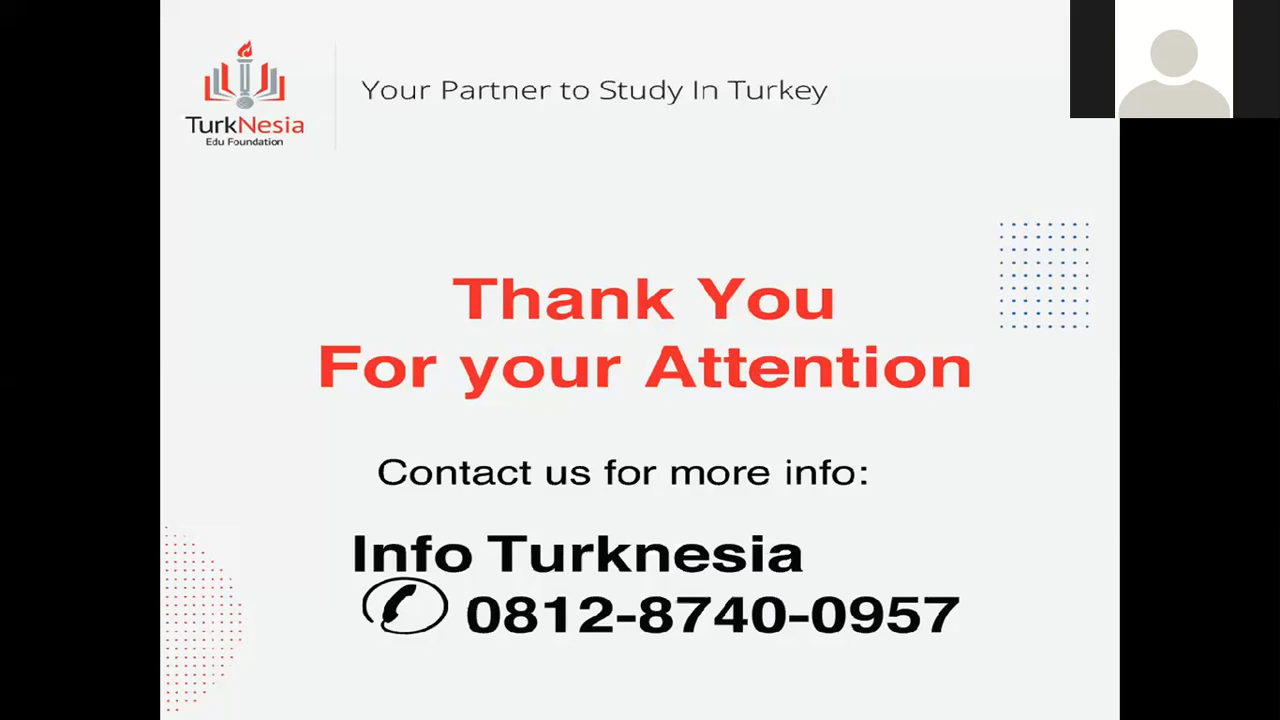 TurkNesia
Edu Foundation
Your Partner to Study In Turkey
Thank You
For your Attention
Contact us for more info:
Info Turknesia
0812-8740-0957